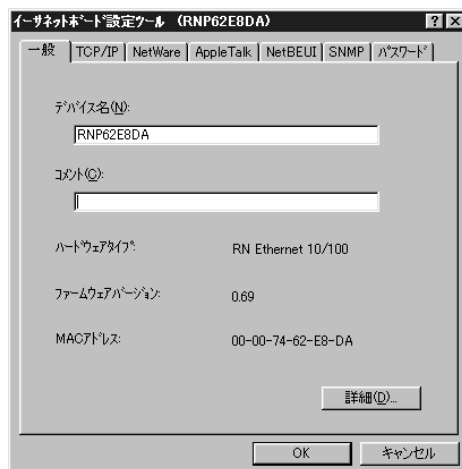 ｲｰｻﾈｯﾄﾎﾞｰﾄﾞ設定ﾂｰﾙ （RNP62E8DA）
一般 TCP/IP NetWare AppleTalk NetBEUI SNMP ﾊﾟｽﾜｰﾄﾞ
ﾃﾞﾊﾞｲｽ名(N):
RNP62E8DA
ｺﾒﾝﾄ(C):
ﾊｰﾄﾞｳｪｱﾀｲﾌﾟ: RN Ethernet 10/100
ﾌｧｰﾑｳｪｱﾊﾞｰｼﾞｮﾝ: 0.69
MACｱﾄﾞﾚｽ: 00-00-74-62-E8-DA
詳細(D)...
OK キャンセル